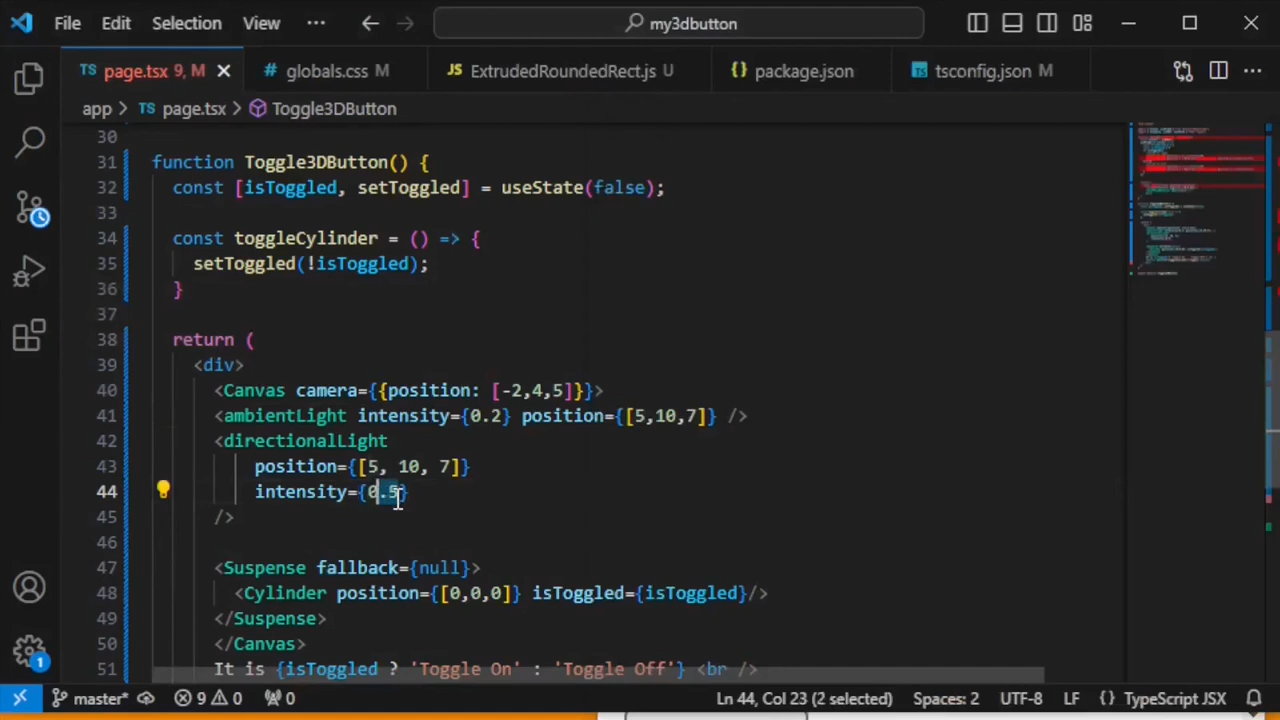 File Edit Selection View ··· my3dbutton
TS page.tsx 9, M # globals.css M JS ExtrudedRoundedRect.js U {} package.json TS tsconfig.json M ···
app > TS page.tsx > Toggle3DButton
30
31 function Toggle3DButton() {
32 const [isToggled, setToggled] = useState(false);
33
34 const toggleCylinder = () => {
35 setToggled(!isToggled);
36 }
37
38 return (
39 <div>
40 <Canvas camera={{position: [-2,4,5]}}>
41 <ambientLight intensity={0.2} position={[5,10,7]} />
42 <directionalLight
43 position={[5, 10, 7]}
44 intensity={0.5}
45 />
46
47 <Suspense fallback={null}>
48 <Cylinder position={[0,0,0]} isToggled={isToggled}/>
49 </Suspense>
50 </Canvas>
51 It is {isToggled ? 'Toggle On' : 'Toggle Off'} <br />
1
master* 9 0 0 Ln 44, Col 23 (2 selected) Spaces: 2 UTF-8 LF {} TypeScript JSX